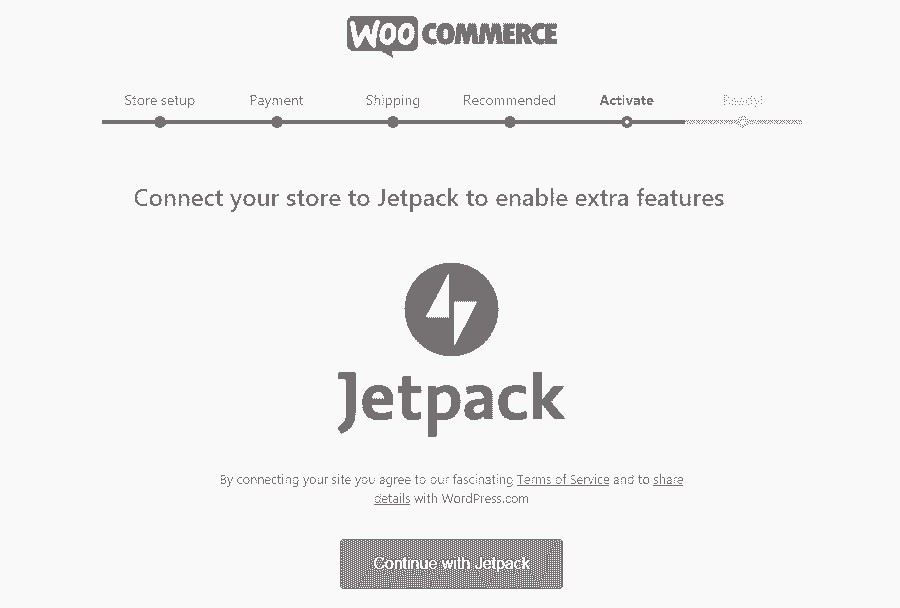 WOO COMMERCE
Store setup Payment Shipping Recommended Activate Ready!
Connect your store to Jetpack to enable extra features
Jetpack
By connecting your site you agree to our fascinating Terms of Service and to share
details with WordPress.com
Continue with Jetpack